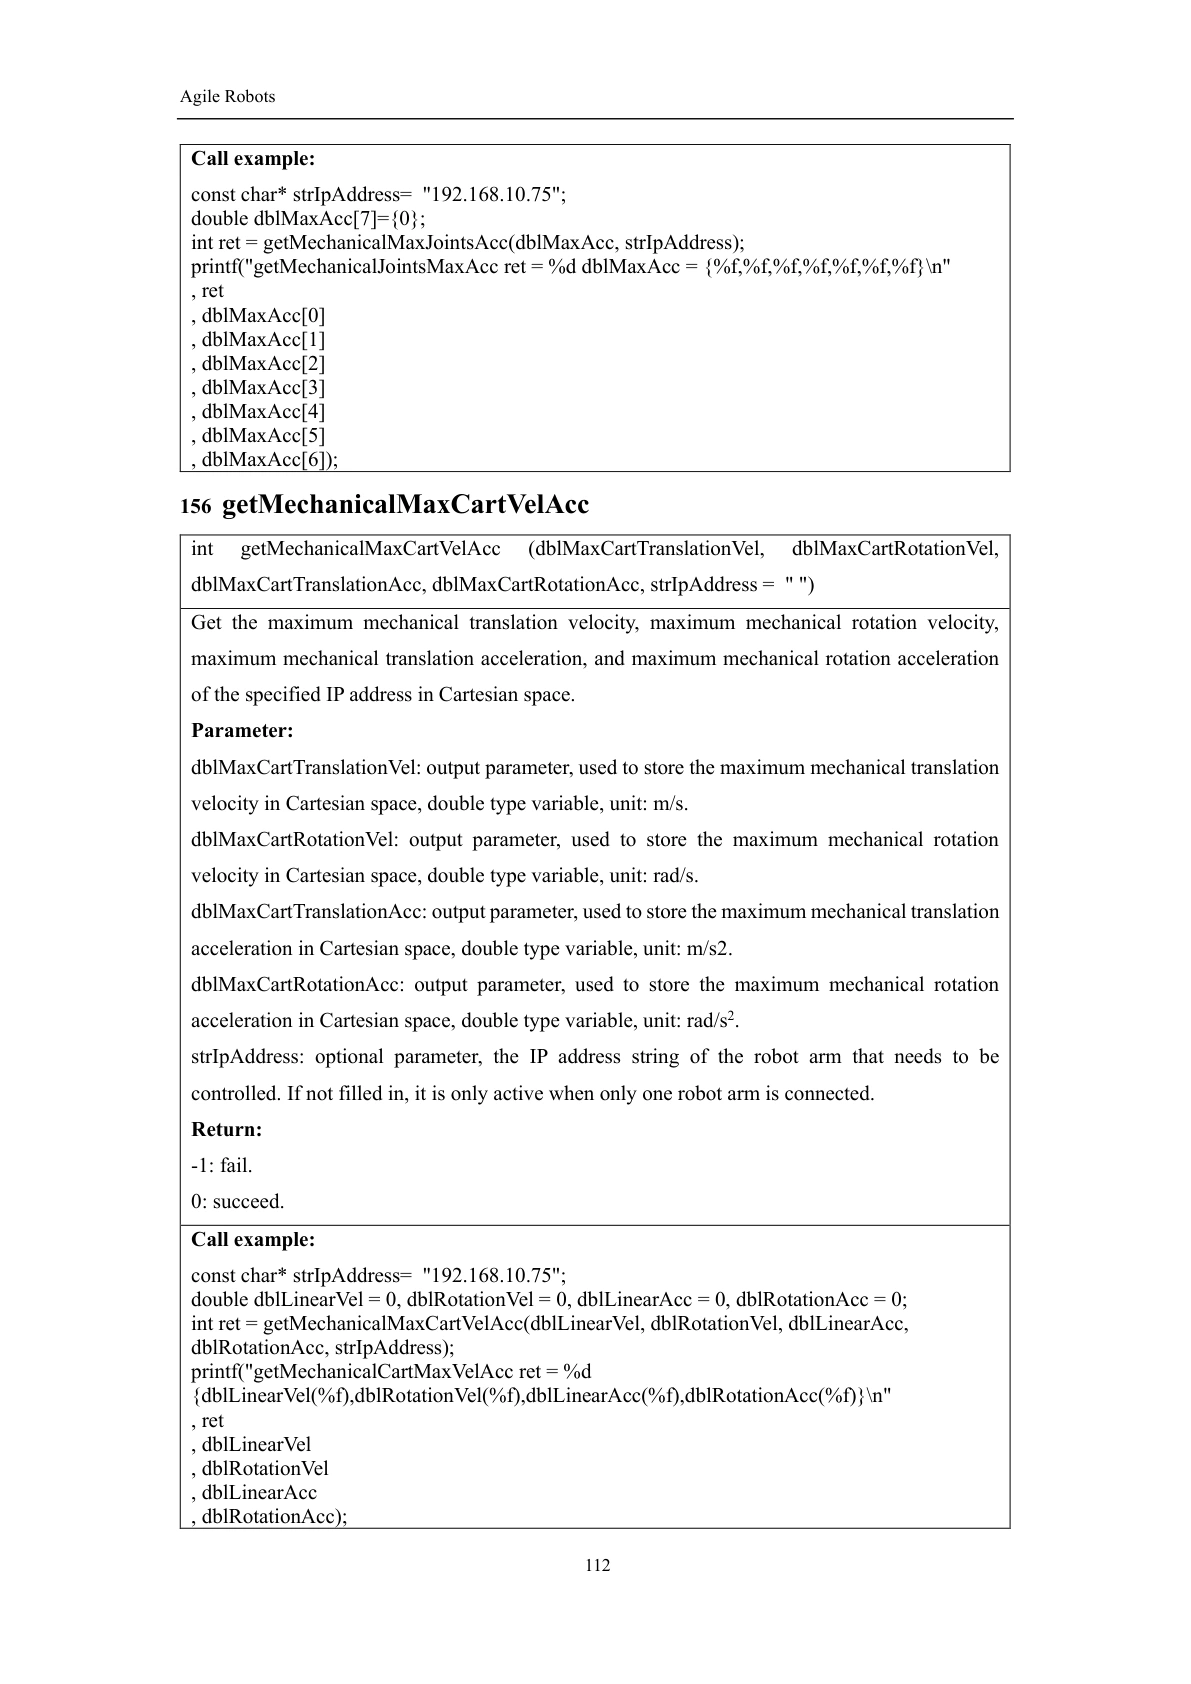 Agile Robots
Call example:
const char* strIpAddress=  "192.168.10.75";
double dblMaxAcc[7]={0};
int ret = getMechanicalMaxJointsAcc(dblMaxAcc, strIpAddress);
printf("getMechanicalJointsMaxAcc ret = %d dblMaxAcc = {%f,%f,%f,%f,%f,%f,%f}\n"
, ret
, dblMaxAcc[0]
, dblMaxAcc[1]
, dblMaxAcc[2]
, dblMaxAcc[3]
, dblMaxAcc[4]
, dblMaxAcc[5]
, dblMaxAcc[6]);
156 getMechanicalMaxCartVelAcc
int getMechanicalMaxCartVelAcc (dblMaxCartTranslationVel, dblMaxCartRotationVel,
dblMaxCartTranslationAcc, dblMaxCartRotationAcc, strIpAddress =  " ")
Get the maximum mechanical translation velocity, maximum mechanical rotation velocity,
maximum mechanical translation acceleration, and maximum mechanical rotation acceleration
of the specified IP address in Cartesian space.
Parameter:
dblMaxCartTranslationVel: output parameter, used to store the maximum mechanical translation
velocity in Cartesian space, double type variable, unit: m/s.
dblMaxCartRotationVel: output parameter, used to store the maximum mechanical rotation
velocity in Cartesian space, double type variable, unit: rad/s.
dblMaxCartTranslationAcc: output parameter, used to store the maximum mechanical translation
acceleration in Cartesian space, double type variable, unit: m/s2.
dblMaxCartRotationAcc: output parameter, used to store the maximum mechanical rotation
acceleration in Cartesian space, double type variable, unit: rad/s².
strIpAddress: optional parameter, the IP address string of the robot arm that needs to be
controlled. If not filled in, it is only active when only one robot arm is connected.
Return:
-1: fail.
0: succeed.
Call example:
const char* strIpAddress=  "192.168.10.75";
double dblLinearVel = 0, dblRotationVel = 0, dblLinearAcc = 0, dblRotationAcc = 0;
int ret = getMechanicalMaxCartVelAcc(dblLinearVel, dblRotationVel, dblLinearAcc,
dblRotationAcc, strIpAddress);
printf("getMechanicalCartMaxVelAcc ret = %d
{dblLinearVel(%f),dblRotationVel(%f),dblLinearAcc(%f),dblRotationAcc(%f)}\n"
, ret
, dblLinearVel
, dblRotationVel
, dblLinearAcc
, dblRotationAcc);
112